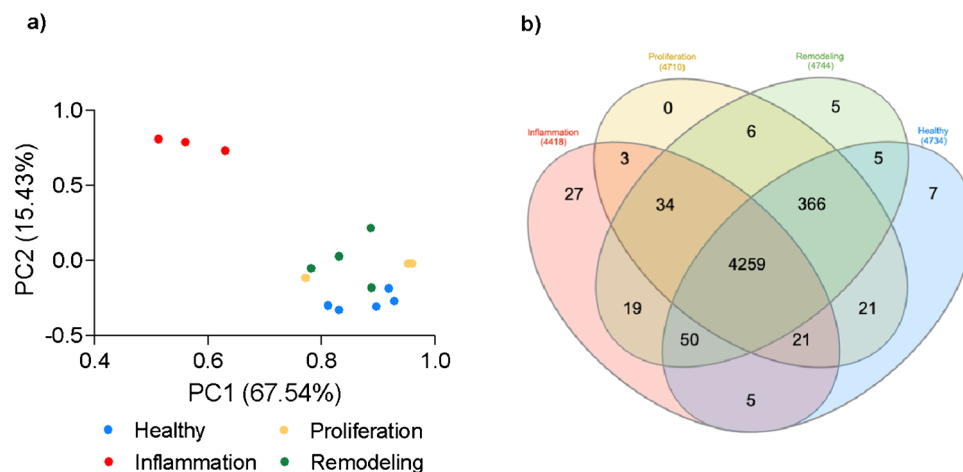 a)
PC2 (15.43%)
1.0
0.5
0.0
-0.5
0.4
0.6
0.8
1.0
PC1 (67.54%)
Healthy
Proliferation
Inflammation
Remodeling
b)
Proliferation
(4710)
Remodeling
(4744)
Inflammation
(4418)
Healthy
(4734)
0
5
6
3
5
27
34
366
7
4259
19
21
50
21
5